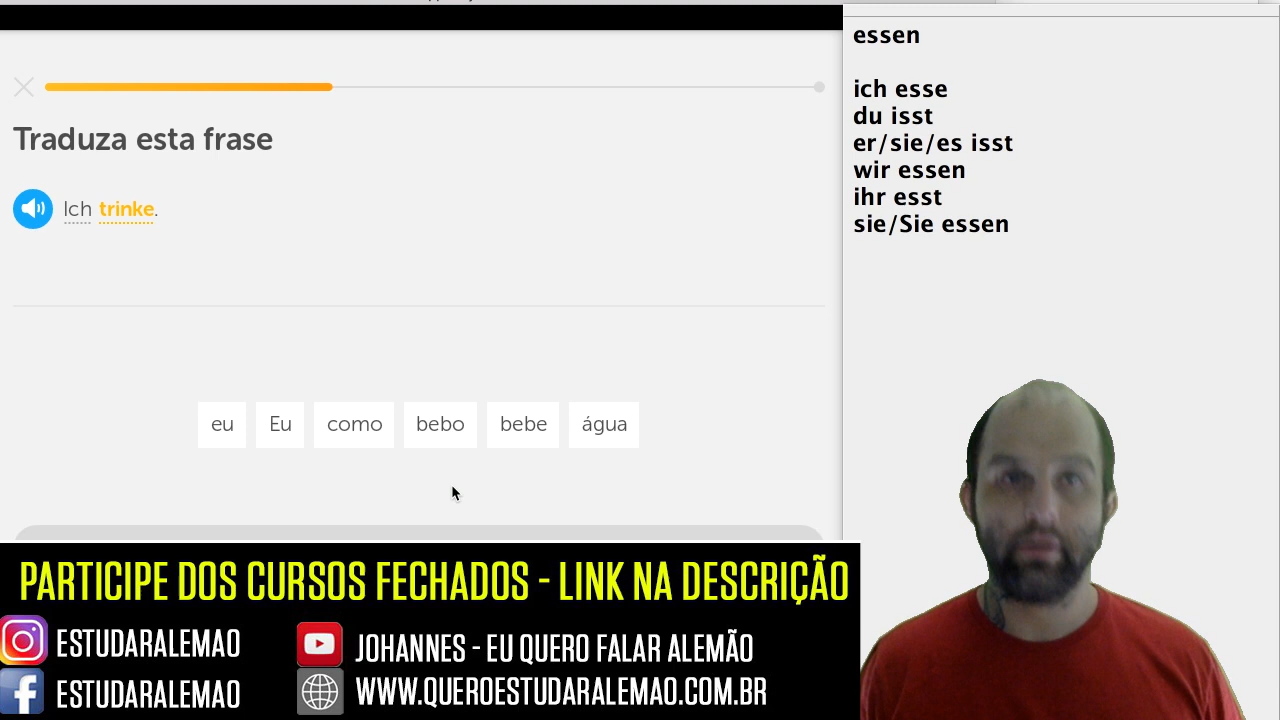 Traduza esta frase
Ich trinke.
eu Eu como bebo bebe água
essen
ich esse
du isst
er/sie/es isst
wir essen
ihr esst
sie/Sie essen
PARTICIPE DOS CURSOS FECHADOS - LINK NA DESCRIÇÃO
ESTUDARALEMAO
JOHANNES - EU QUERO FALAR ALEMÃO
ESTUDARALEMAO
WWW.QUEROESTUDARALEMAO.COM.BR